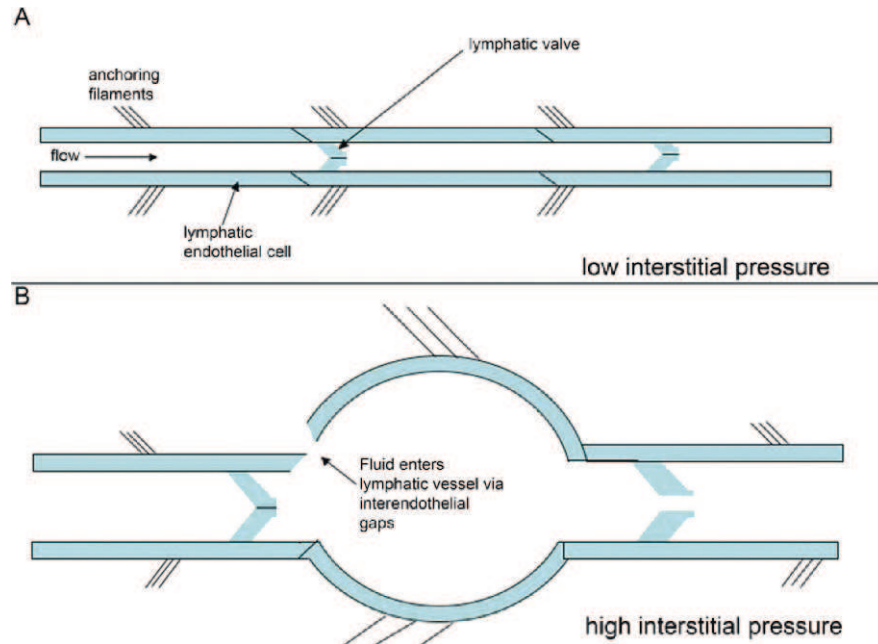 A
lymphatic valve
anchoring
filaments
flow
lymphatic
endothelial cell
low interstitial pressure
B
Fluid enters
lymphatic vessel via
interendothelial
gaps
high interstitial pressure